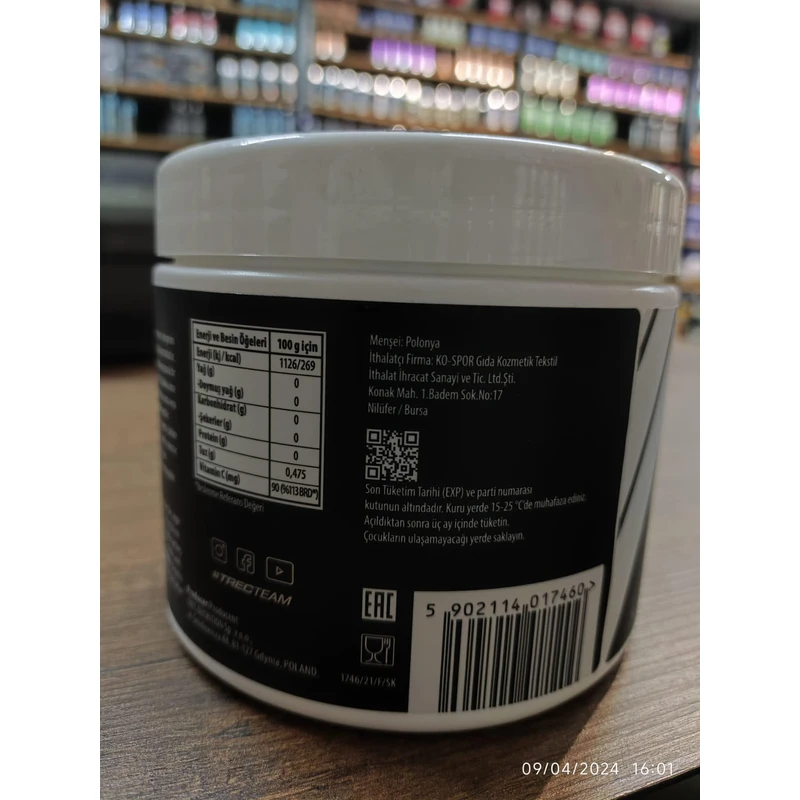 Enerji ve Besin Öğeleri 100 g için
Enerji (kj / kcal) 1126/269
Yağ (g) 0
-Doymuş yağ (g) 0
Karbonhidrat (g) 0
-Şekerler (g) 0
Protein (g) 0
Tuz (g) 0,475
Vitamin C (mg) 90 (%113 BRD*)
Referans Değeri
#TRECTEAM
Producent
Gdynia, POLAND
Menşei: Polonya
İthalatçı Firma: KO-SPOR Gıda Kozmetik Tekstil
İthalat İhracat Sanayi ve Tic. Ltd.Şti.
Konak Mah. 1.Badem Sok.No:17
Nilüfer / Bursa
Son Tüketim Tarihi (EXP) ve parti numarası
kutunun altındadır. Kuru yerde 15-25 °C'de muhafaza ediniz.
Açıldıktan sonra üç ay içinde tüketin.
Çocukların ulaşamayacağı yerde saklayın.
EAC
1746/21/F/SK
5 902114 017460 >
09/04/2024 16:01